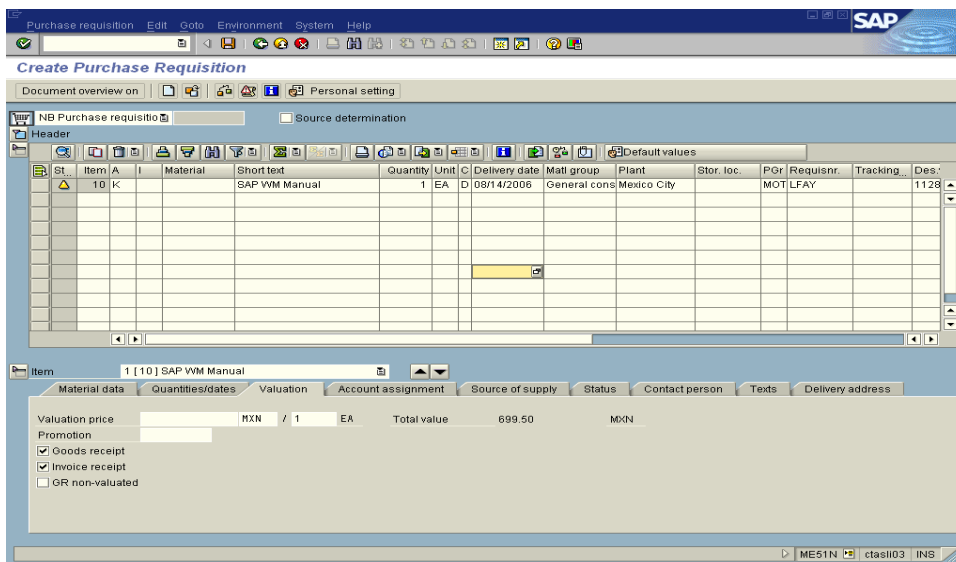 Purchase requisition Edit Goto Environment System Help
SAP
Create Purchase Requisition
Document overview on Personal setting
NB Purchase requisitio Source determination
Header
Default values
St... Item A I Material Short text Quantity Unit C Delivery date Matl group Plant Stor. loc. PGr Requisnr. Tracking... Des.
10 K SAP WM Manual 1 EA D 08/14/2006 General cons Mexico City MOT LFAY 1128
Item 1 [ 10 ] SAP WM Manual
Material data Quantities/dates Valuation Account assignment Source of supply Status Contact person Texts Delivery address
Valuation price MXN / 1 EA Total value 699.50 MXN
Promotion
Goods receipt
Invoice receipt
GR non-valuated
ME51N ctasli03 INS